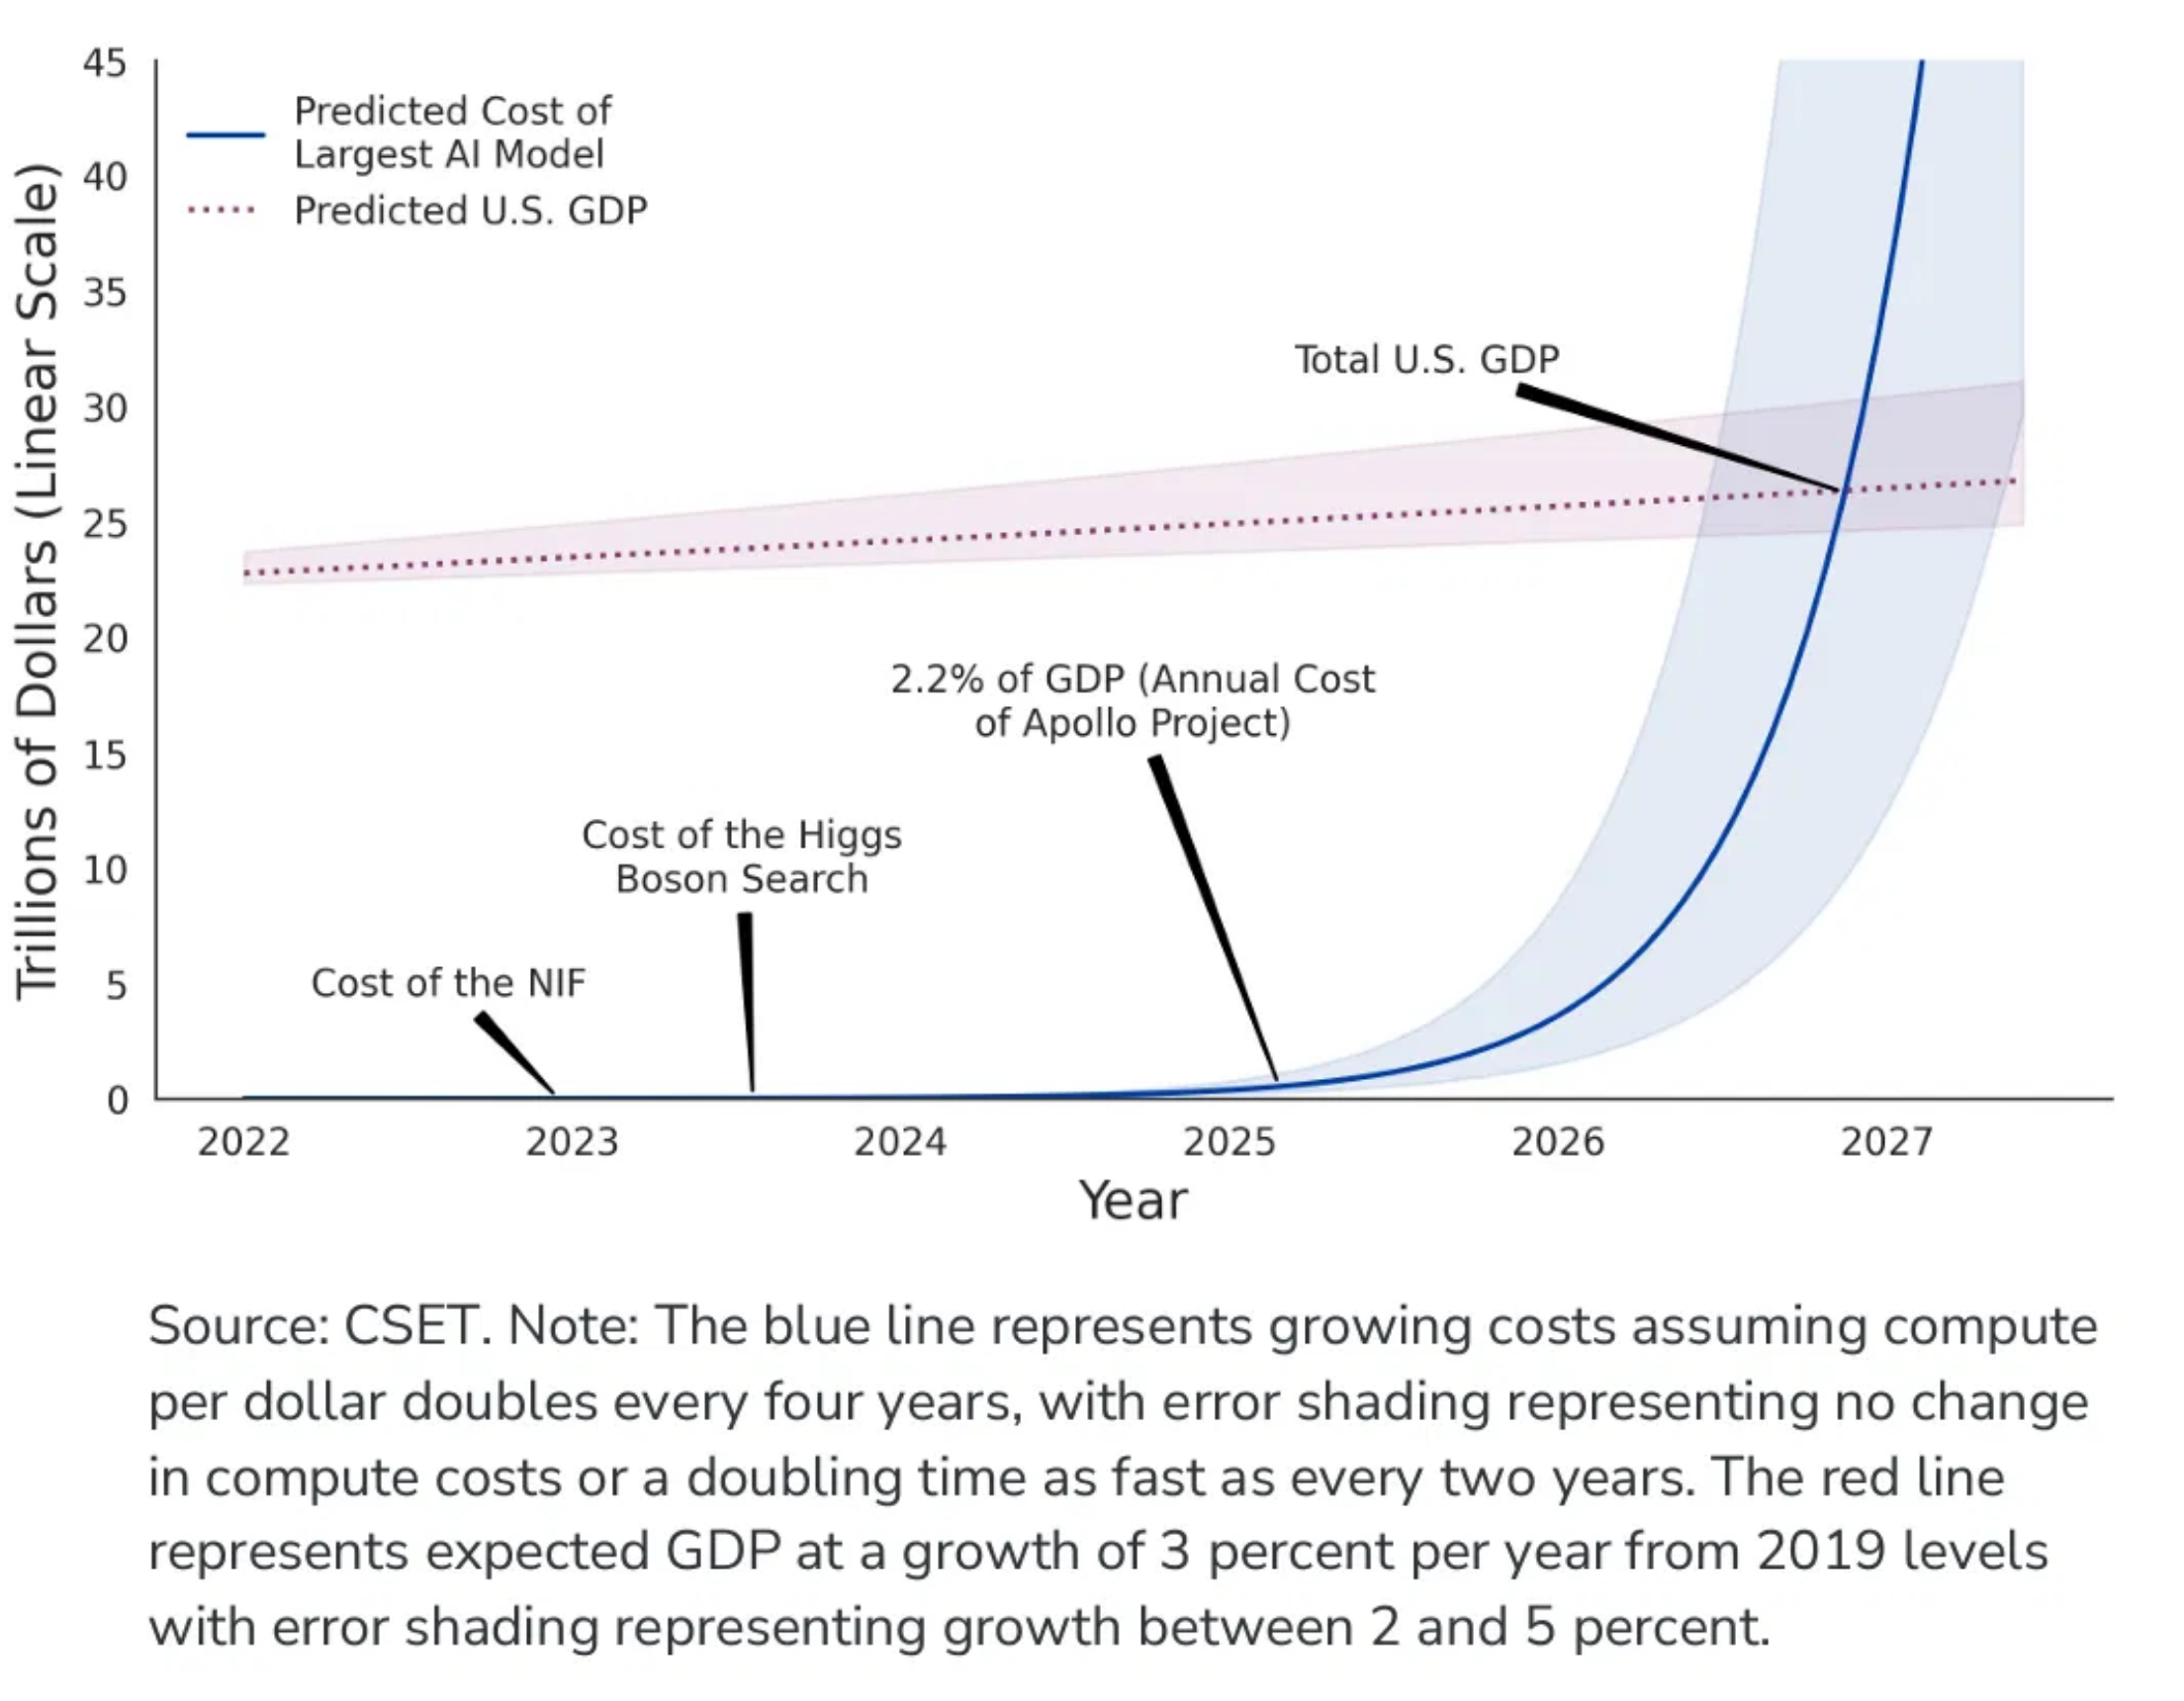 45
Predicted Cost of
Largest AI Model
40
Predicted U.S. GDP
35
Total U.S. GDP
30
25
20
2.2% of GDP (Annual Cost
of Apollo Project)
15
Cost of the Higgs
Boson Search
10
Cost of the NIF
5
0
Trillions of Dollars (Linear Scale)
2022 2023 2024 2025 2026 2027
Year
Source: CSET. Note: The blue line represents growing costs assuming compute
per dollar doubles every four years, with error shading representing no change
in compute costs or a doubling time as fast as every two years. The red line
represents expected GDP at a growth of 3 percent per year from 2019 levels
with error shading representing growth between 2 and 5 percent.